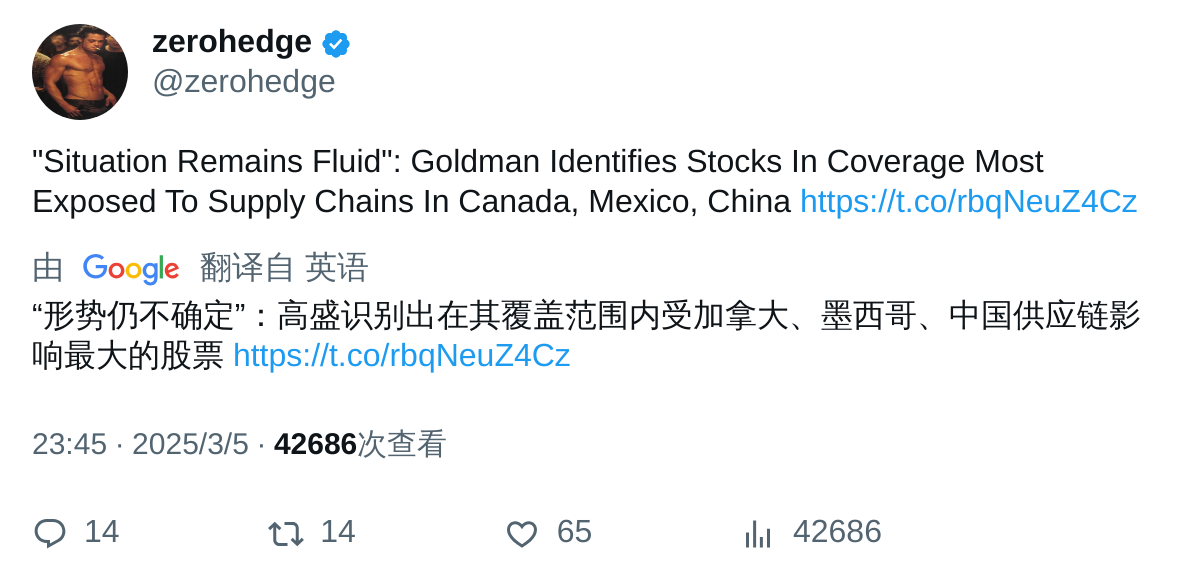 zerohedge
@zerohedge
"Situation Remains Fluid": Goldman Identifies Stocks In Coverage Most
Exposed To Supply Chains In Canada, Mexico, China https://t.co/rbqNeuZ4Cz
由 Google 翻译自 英语
“形势仍不确定”：高盛识别出在其覆盖范围内受加拿大、墨西哥、中国供应链影
响最大的股票 https://t.co/rbqNeuZ4Cz
23:45 · 2025/3/5 · 42686次查看
14 14 65 42686